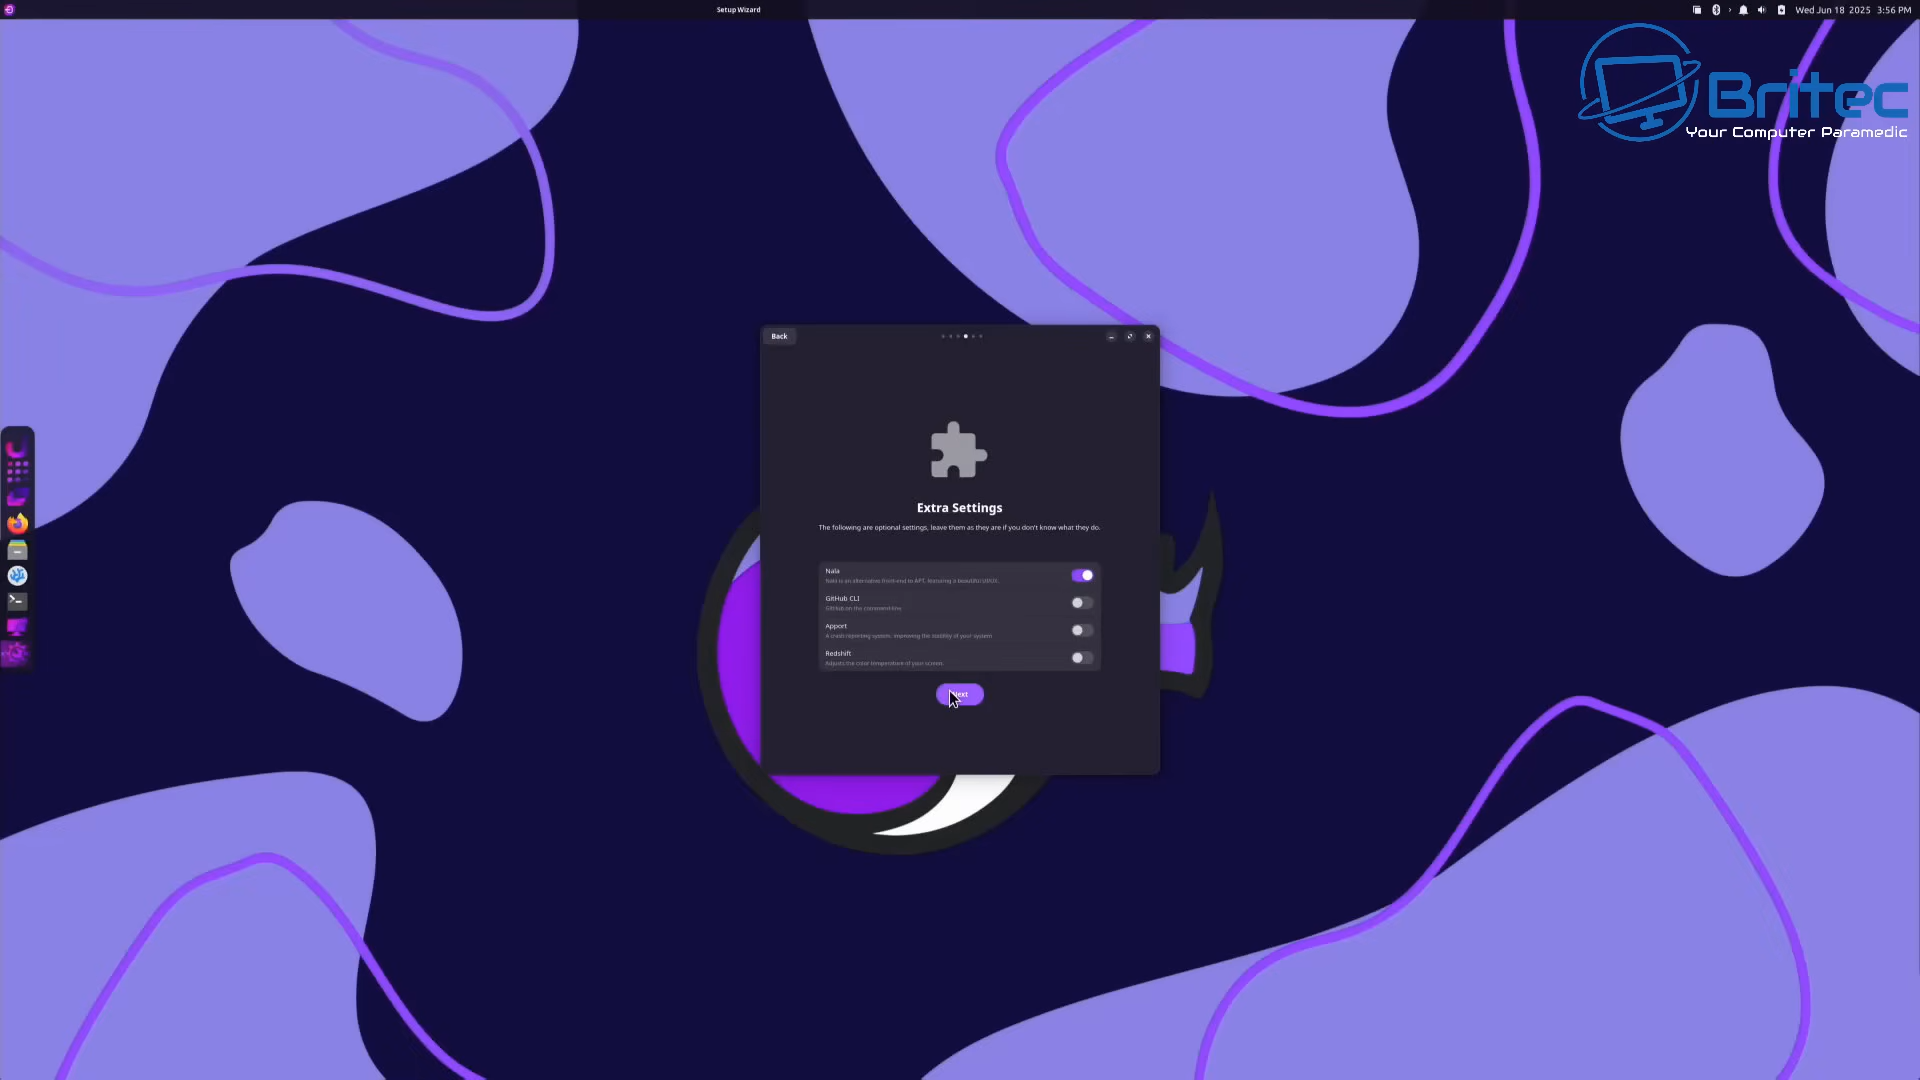 Setup Wizard
Wed Jun 18 2025 3:56 PM
Britec
Your Computer Paramedic
Back
Extra Settings
The following are optional settings, leave them as they are if you don't know what they do.
Nala
Nala is an alternative front-end to APT, featuring a beautiful UI/UX.
GitHub CLI
GitHub on the command-line
Apport
A crash reporting system, improving the stability of your system
Redshift
Adjusts the color temperature of your screen.